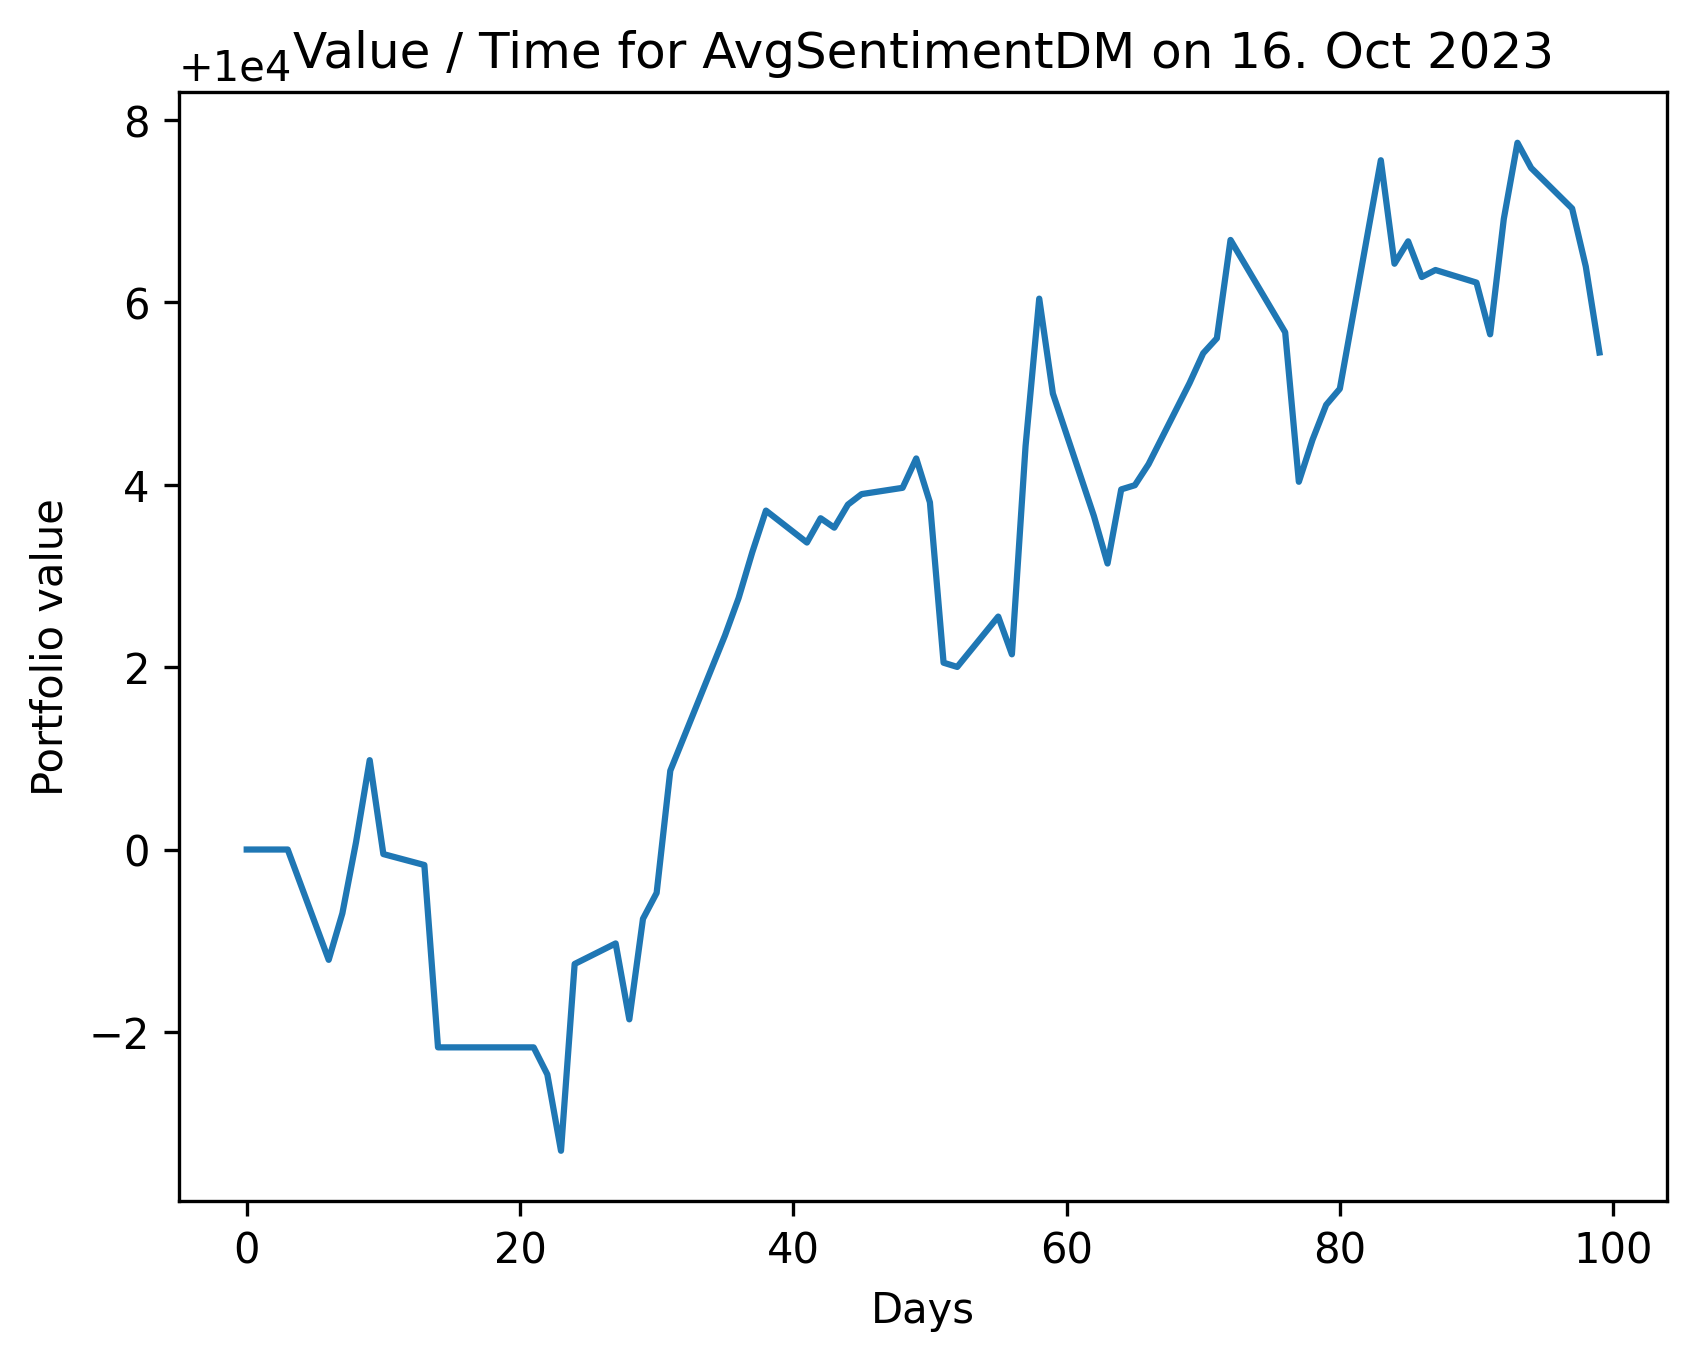 Value / Time for AvgSentimentDM on 16. Oct 2023
+1e4
8
6
4
2
0
−2
Portfolio value
0 20 40 60 80 100
Days